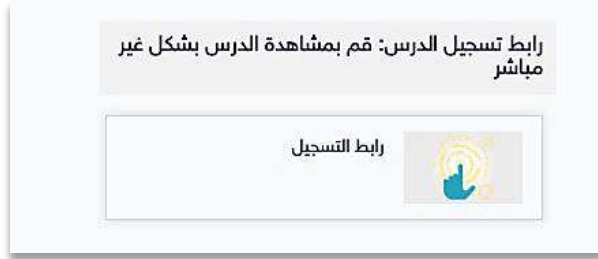 رابط تسجيل الدرس: قم بمشاهدة الدرس بشكل غير
مباشر
رابط التسجيل